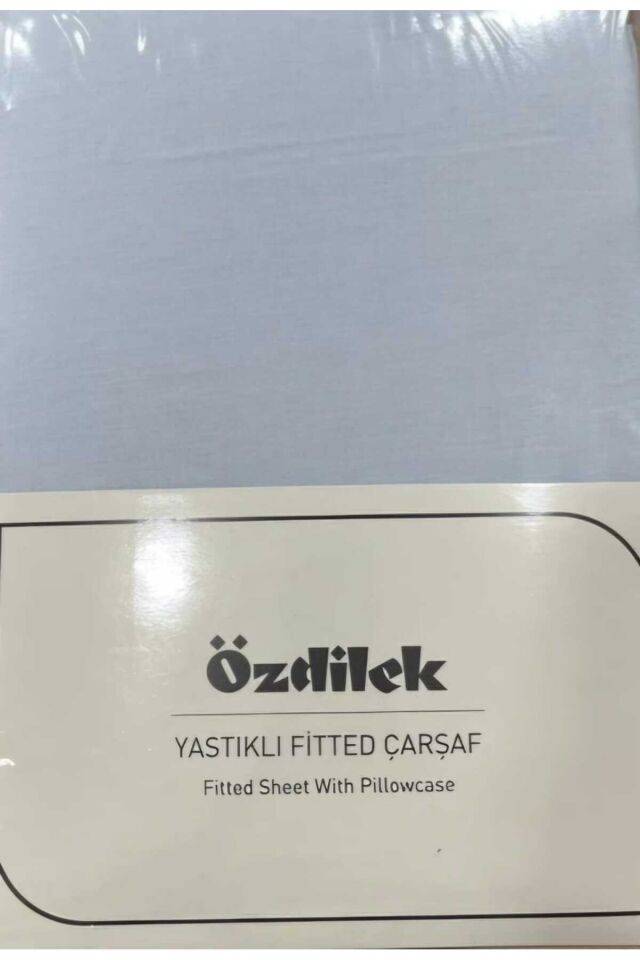 Özdilek
YASTIKLI FİTTED ÇARŞAF
Fitted Sheet With Pillowcase